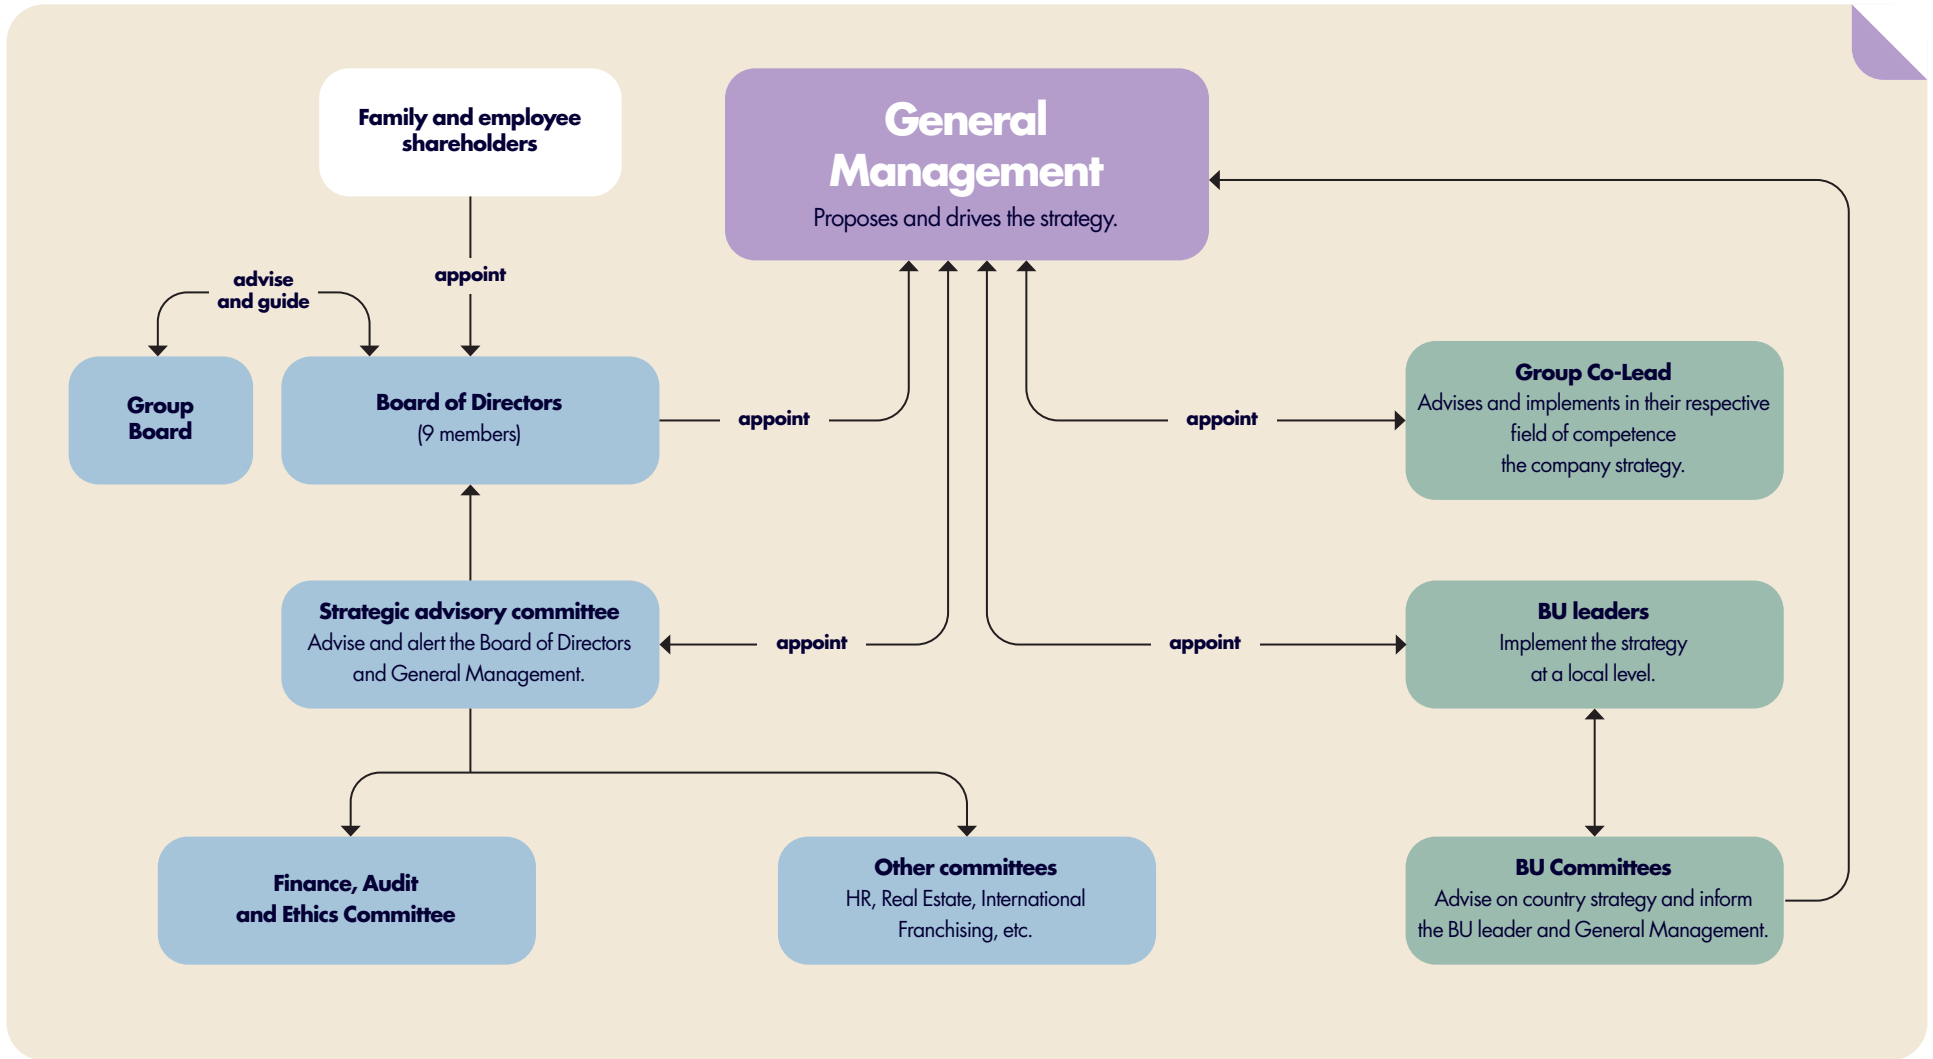 Family and employee
shareholders
General
Management
Proposes and drives the strategy.
advise
and guide
appoint
Group
Board
Board of Directors
(9 members)
appoint
appoint
Group Co-Lead
Advises and implements in their respective
field of competence
the company strategy.
Strategic advisory committee
Advise and alert the Board of Directors
and General Management.
appoint
appoint
BU leaders
Implement the strategy
at a local level.
Finance, Audit
and Ethics Committee
Other committees
HR, Real Estate, International
Franchising, etc.
BU Committees
Advise on country strategy and inform
the BU leader and General Management.